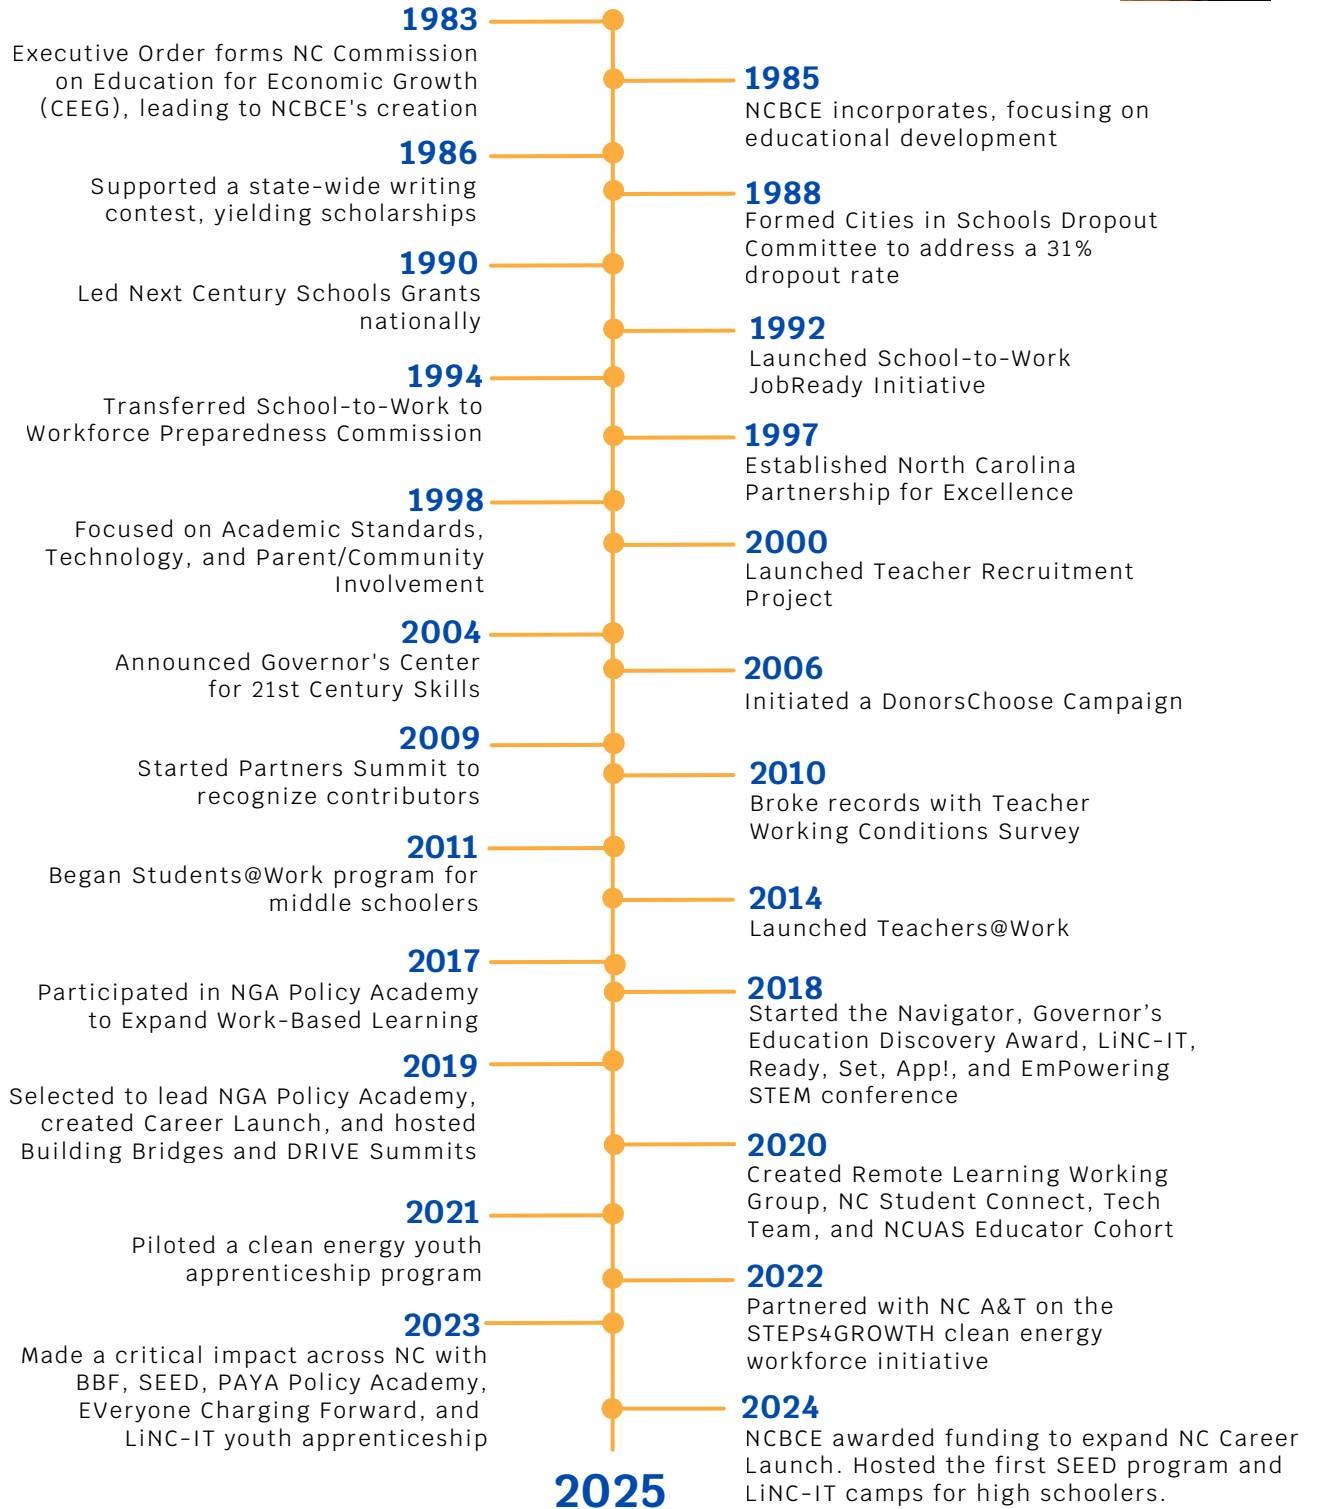 1983
Executive Order forms NC Commission
on Education for Economic Growth
(CEEG), leading to NCBCE's creation
1985
NCBCE incorporates, focusing on
educational development
1986
Supported a state-wide writing
contest, yielding scholarships
1988
Formed Cities in Schools Dropout
Committee to address a 31%
dropout rate
1990
Led Next Century Schools Grants
nationally
1992
Launched School-to-Work
JobReady Initiative
1994
Transferred School-to-Work to
Workforce Preparedness Commission
1997
Established North Carolina
Partnership for Excellence
1998
Focused on Academic Standards,
Technology, and Parent/Community
Involvement
2000
Launched Teacher Recruitment
Project
2004
Announced Governor's Center
for 21st Century Skills
2006
Initiated a DonorsChoose Campaign
2009
Started Partners Summit to
recognize contributors
2010
Broke records with Teacher
Working Conditions Survey
2011
Began Students@Work program for
middle schoolers
2014
Launched Teachers@Work
2017
Participated in NGA Policy Academy
to Expand Work-Based Learning
2018
Started the Navigator, Governor’s
Education Discovery Award, LiNC-IT,
Ready, Set, App!, and EmPowering
STEM conference
2019
Selected to lead NGA Policy Academy,
created Career Launch, and hosted
Building Bridges and DRIVE Summits
2020
Created Remote Learning Working
Group, NC Student Connect, Tech
Team, and NCUAS Educator Cohort
2021
Piloted a clean energy youth
apprenticeship program
2022
Partnered with NC A&T on the
STEPs4GROWTH clean energy
workforce initiative
2023
Made a critical impact across NC with
BBF, SEED, PAYA Policy Academy,
EVeryone Charging Forward, and
LiNC-IT youth apprenticeship
2024
NCBCE awarded funding to expand NC Career
Launch. Hosted the first SEED program and
LiNC-IT camps for high schoolers.
2025